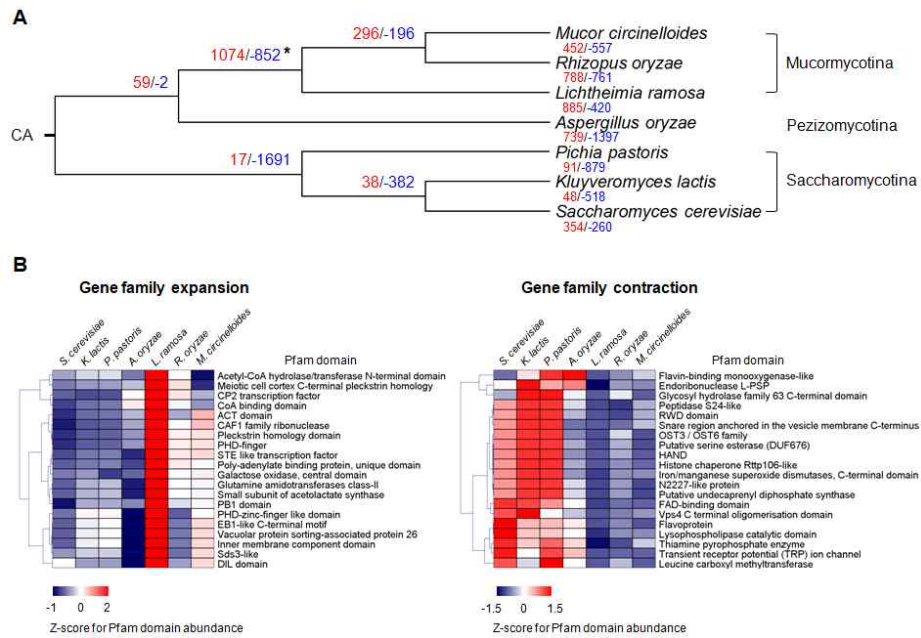 A
CA
59/-2
1074/-852 *
296/-196
17/-1691
38/-382
Mucor circinelloides
452/-557
Rhizopus oryzae
788/-761
Lichtheimia ramosa
885/-420
Aspergillus oryzae
739/-1397
Pichia pastoris
91/-879
Kluyveromyces lactis
48/-518
Saccharomyces cerevisiae
354/-260
Mucormycotina
Pezizomycotina
Saccharomycotina
B
Gene family expansion
S. cerevisiae
K. lactis
P. pastoris
A. oryzae
L. ramosa
R. oryzae
M. circinelloides
Pfam domain
Acetyl-CoA hydrolase/transferase N-terminal domain
Meiotic cell cortex C-terminal pleckstrin homology
CP2 transcription factor
CoA binding domain
ACT domain
CAF1 family ribonuclease
Pleckstrin homology domain
PHD-finger
STE like transcription factor
Poly-adenylate binding protein, unique domain
Galactose oxidase, central domain
Glutamine amidotransferases class-II
Small subunit of acetolactate synthase
PB1 domain
PHD-zinc-finger like domain
EB1-like C-terminal motif
Vacuolar protein sorting-associated protein 26
Inner membrane component domain
Sds3-like
DIL domain
-1 0 2
Z-score for Pfam domain abundance
Gene family contraction
S. cerevisiae
K. lactis
P. pastoris
A. oryzae
L. ramosa
R. oryzae
M. circinelloides
Pfam domain
Flavin-binding monooxygenase-like
Endoribonuclease L-PSP
Glycosyl hydrolase family 63 C-terminal domain
Peptidase S24-like
RWD domain
Snare region anchored in the vesicle membrane C-terminus
OST3 / OST6 family
Putative serine esterase (DUF676)
HAND
Histone chaperone Rttp106-like
Iron/manganese superoxide dismutases, C-terminal domain
N2227-like protein
Putative undecaprenyl diphosphate synthase
FAD-binding domain
Vps4 C terminal oligomerisation domain
Flavoprotein
Lysophospholipase catalytic domain
Thiamine pyrophosphate enzyme
Transient receptor potential (TRP) ion channel
Leucine carboxyl methyltransferase
-1.5 0 1.5
Z-score for Pfam domain abundance